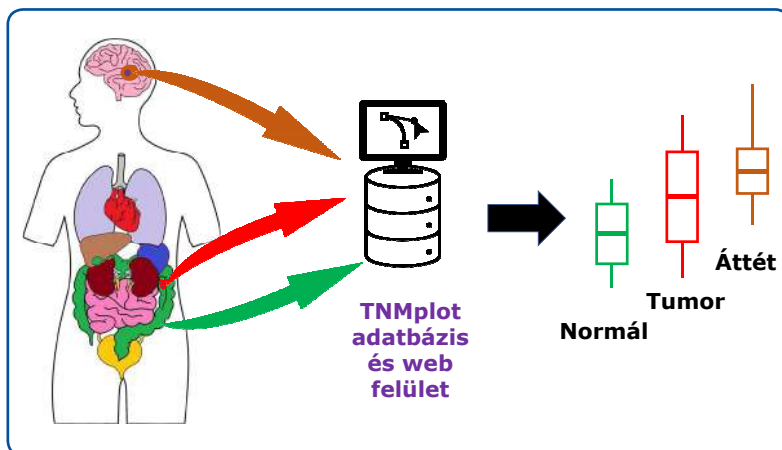 TNMplot
adatbázis
és web
felület
Normál
Tumor
Áttét